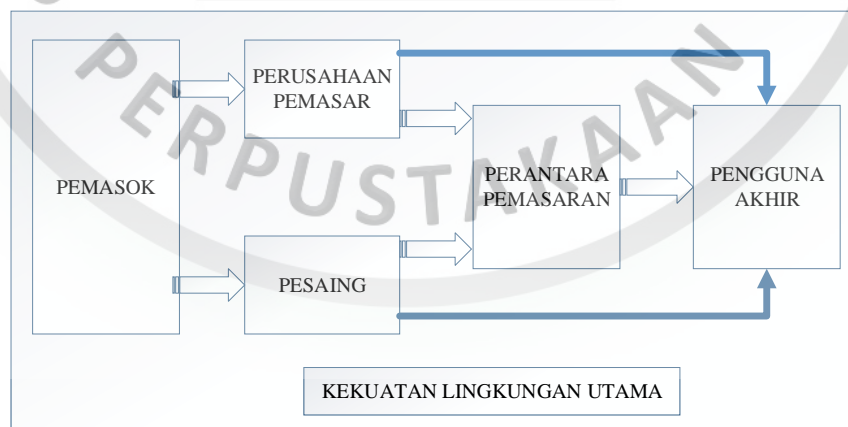 PERUSAHAAN
PEMASAR
PEMASOK
PERANTARA
PEMASARAN
PENGGUNA
AKHIR
PESAING
KEKUATAN LINGKUNGAN UTAMA
PERPUSTAKAAN